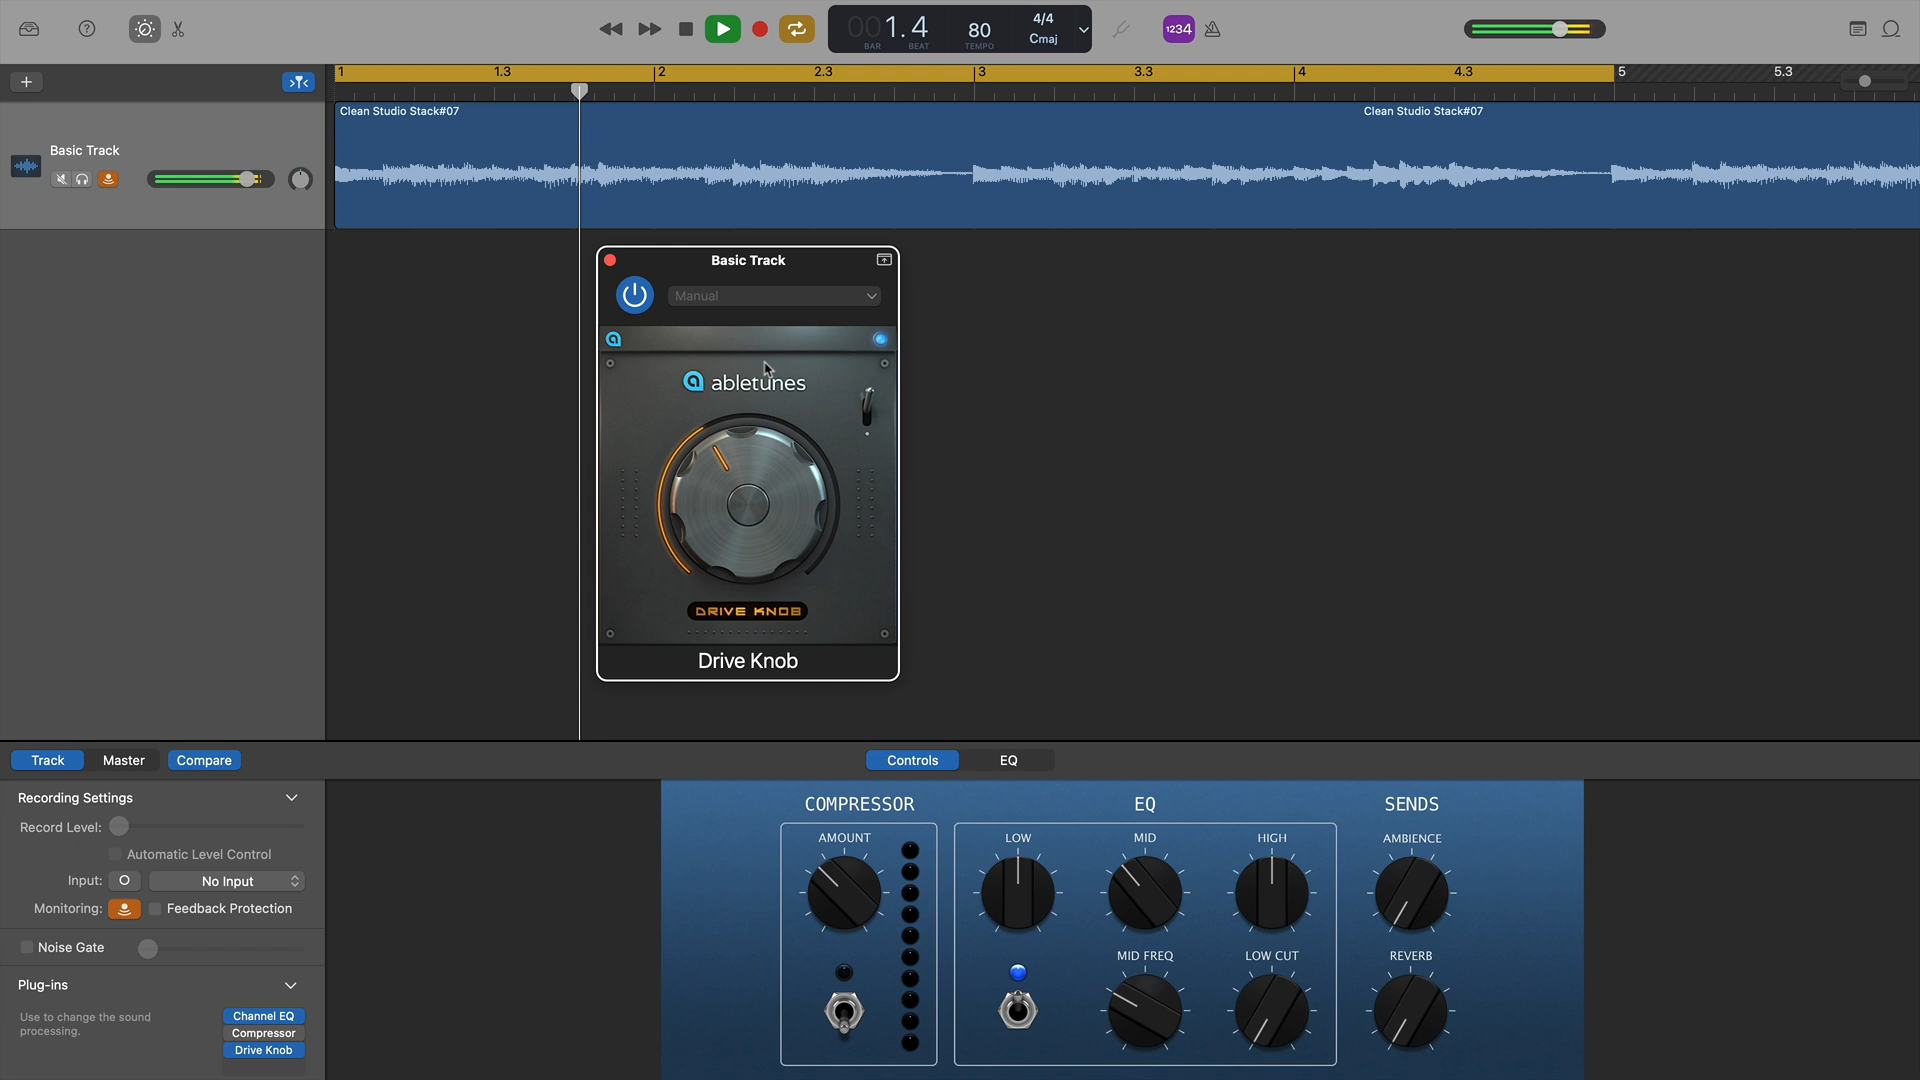 001.4
BAR
BEAT
80
TEMPO
4/4
Cmaj
1234
1
1.3
2
2.3
3
3.3
4
4.3
5
5.3
Clean Studio Stack#07
Clean Studio Stack#07
Basic Track
Basic Track
Manual
abletunes
DRIVE KNOB
Drive Knob
Track
Master
Compare
Controls
EQ
Recording Settings
Record Level:
Automatic Level Control
Input:
No Input
Monitoring:
Feedback Protection
Noise Gate
Plug-ins
Use to change the sound
processing.
Channel EQ
Compressor
Drive Knob
COMPRESSOR
AMOUNT
EQ
LOW
MID
HIGH
MID FREQ
LOW CUT
SENDS
AMBIENCE
REVERB